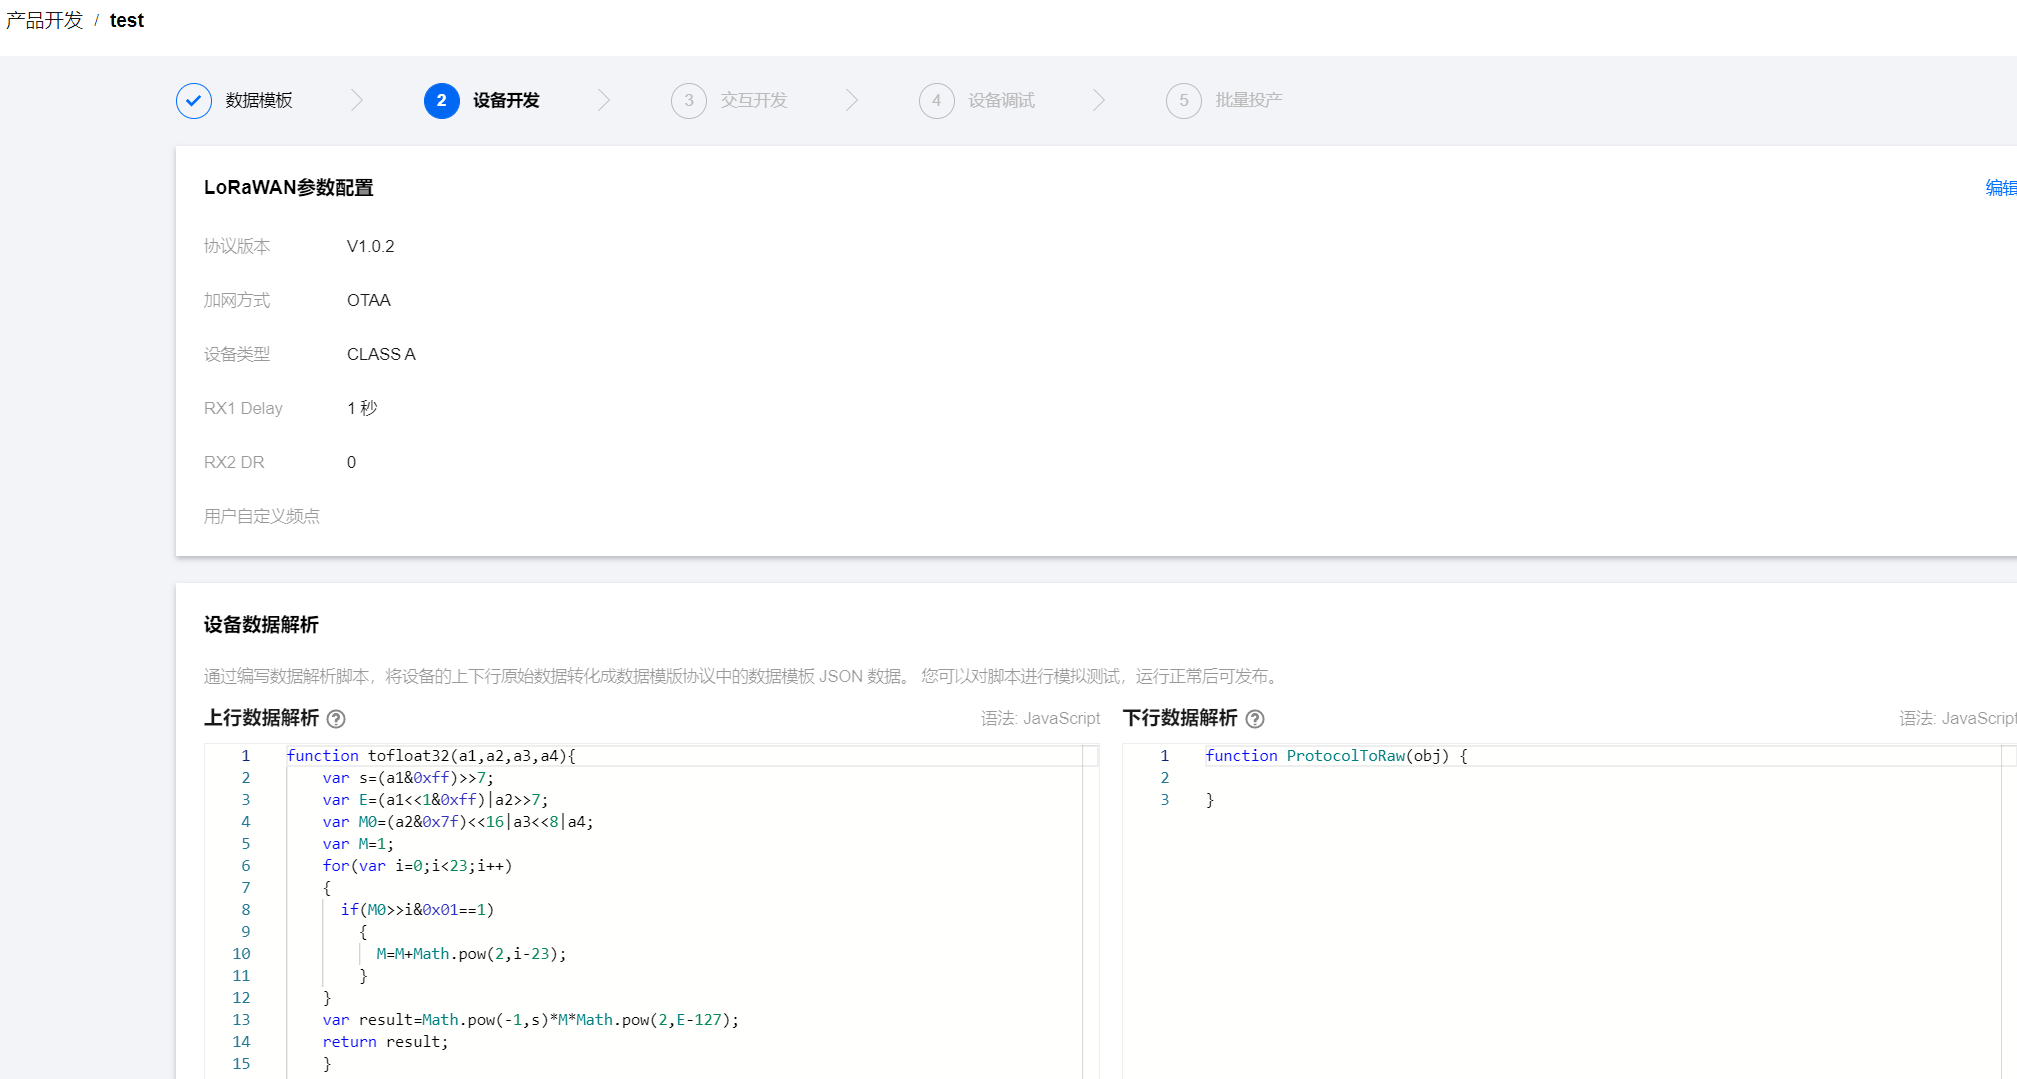 产品开发 / test
数据模板 2 设备开发 3 交互开发 4 设备调试 5 批量投产
LoRaWAN参数配置 编辑
协议版本 V1.0.2
加网方式 OTAA
设备类型 CLASS A
RX1 Delay 1 秒
RX2 DR 0
用户自定义频点
设备数据解析
通过编写数据解析脚本，将设备的上下行原始数据转化成数据模版协议中的数据模板 JSON 数据。 您可以对脚本进行模拟测试，运行正常后可发布。
上行数据解析 ? 语法: JavaScript 下行数据解析 ? 语法: JavaScript
1 function tofloat32(a1,a2,a3,a4){
2 var s=(a1&0xff)>>7;
3 var E=(a1<<1&0xff)|a2>>7;
4 var M0=(a2&0x7f)<<16|a3<<8|a4;
5 var M=1;
6 for(var i=0;i<23;i++)
7 {
8 if(M0>>i&0x01==1)
9 {
10 M=M+Math.pow(2,i-23);
11 }
12 }
13 var result=Math.pow(-1,s)*M*Math.pow(2,E-127);
14 return result;
15 }
1 function ProtocolToRaw(obj) {
2
3 }